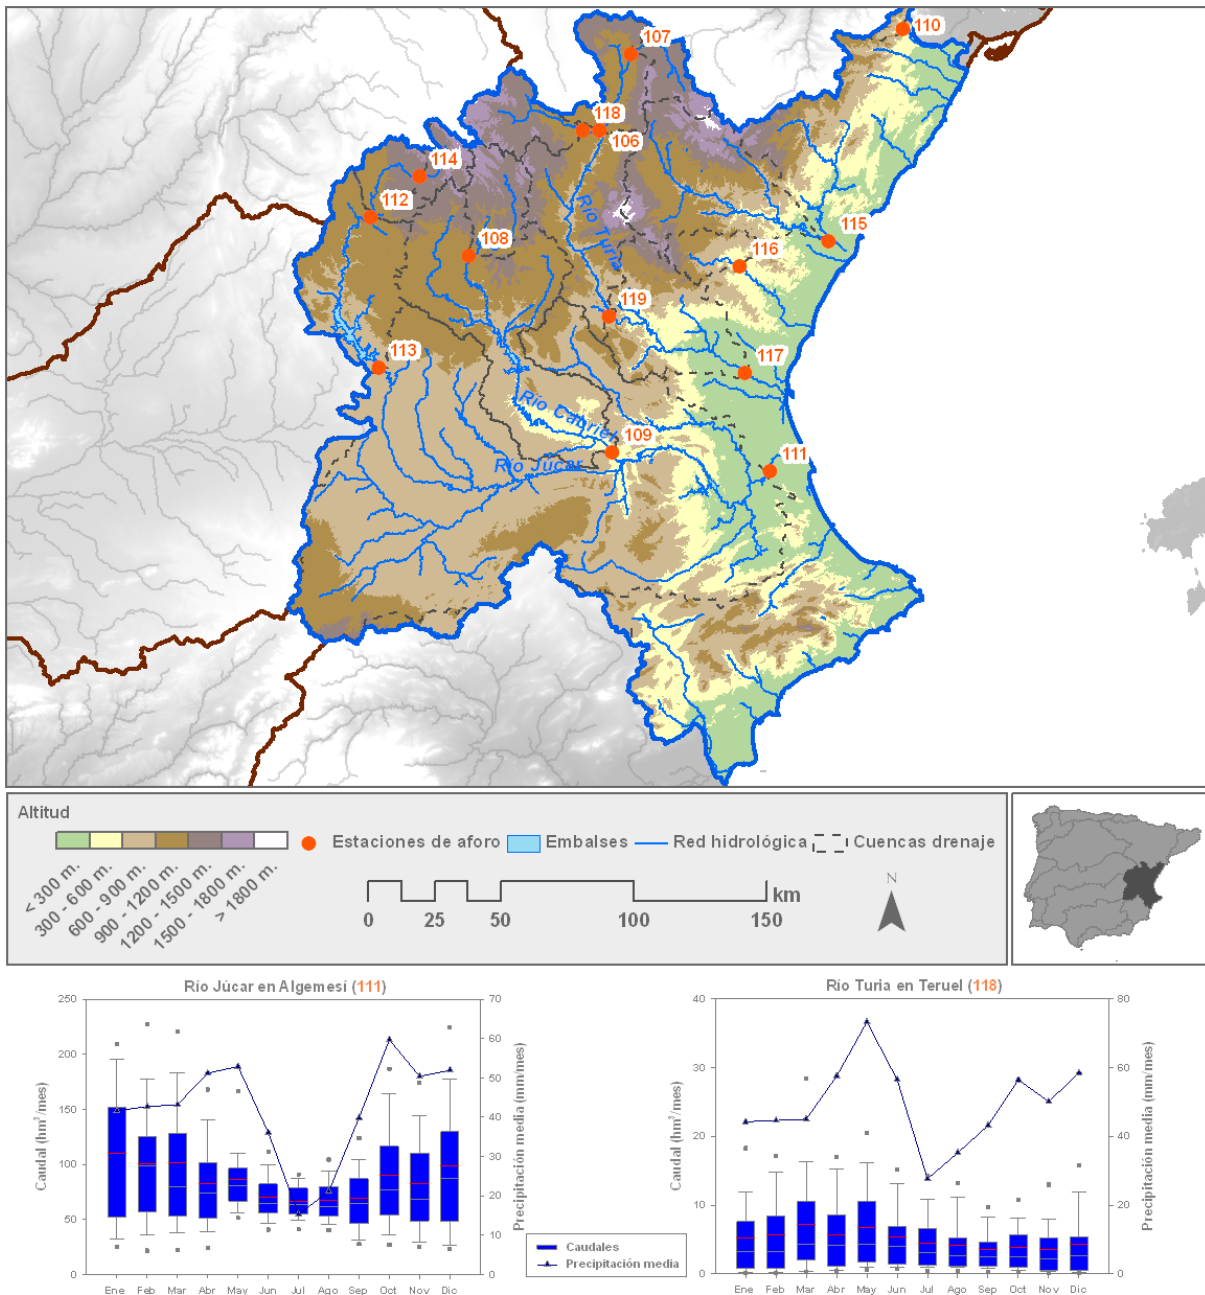 110
107
118
106
114
112
108
115
116
Río Turia
119
113
117
Río Cabriel
109
Río Júcar
111
Altitud
Estaciones de aforo
Embalses
Red hidrológica
Cuencas drenaje
< 300 m.
300 - 600 m.
600 - 900 m.
900 - 1200 m.
1200 - 1500 m.
1500 - 1800 m.
> 1800 m.
km
0 25 50 100 150
N
Río Júcar en Algemesí (111)
250 200 150 100 50 0
Caudal (hm³/mes)
70 60 50 40 30 20 10 0
Precipitación media (mm/mes)
Ene Feb Mar Abr May Jun Jul Ago Sep Oct Nov Dic
Caudales
Precipitación media
Río Turia en Teruel (118)
40 30 20 10 0
Caudal (hm³/mes)
80 60 40 20 0
Precipitación media (mm/mes)
Ene Feb Mar Abr May Jun Jul Ago Sep Oct Nov Dic